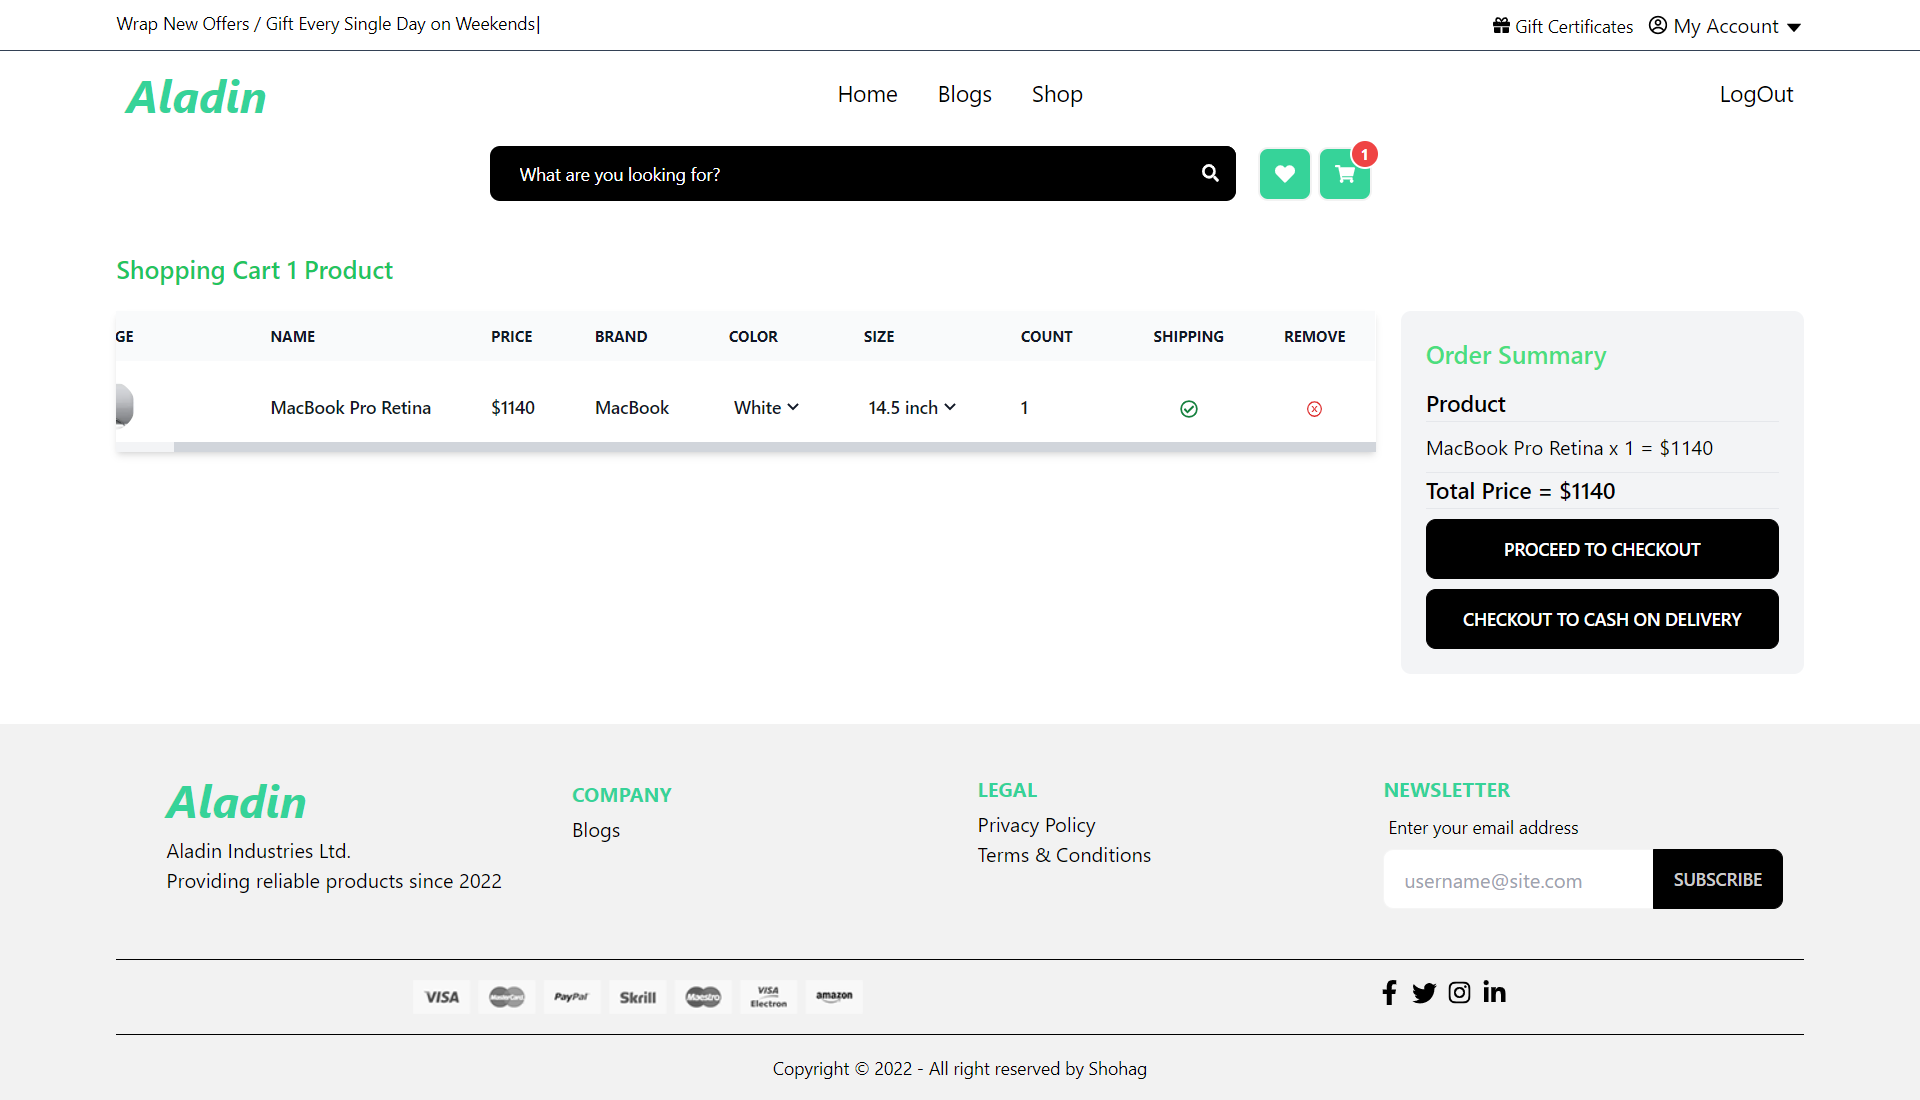 Wrap New Offers / Gift Every Single Day on Weekends|
Gift Certificates My Account
Aladin
Home Blogs Shop
LogOut
What are you looking for?
1
Shopping Cart 1 Product
GE NAME PRICE BRAND COLOR SIZE COUNT SHIPPING REMOVE
MacBook Pro Retina $1140 MacBook White 14.5 inch 1
Order Summary
Product
MacBook Pro Retina x 1 = $1140
Total Price = $1140
PROCEED TO CHECKOUT
CHECKOUT TO CASH ON DELIVERY
Aladin
Aladin Industries Ltd.
Providing reliable products since 2022
COMPANY
Blogs
LEGAL
Privacy Policy
Terms & Conditions
NEWSLETTER
Enter your email address
username@site.com SUBSCRIBE
VISA MasterCard PayPal Skrill Maestro VISA Electron amazon
Copyright © 2022 - All right reserved by Shohag